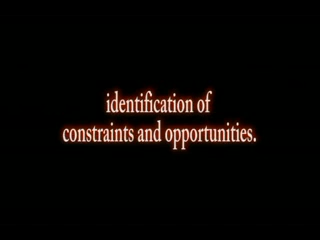 identification of
constraints and opportunities.